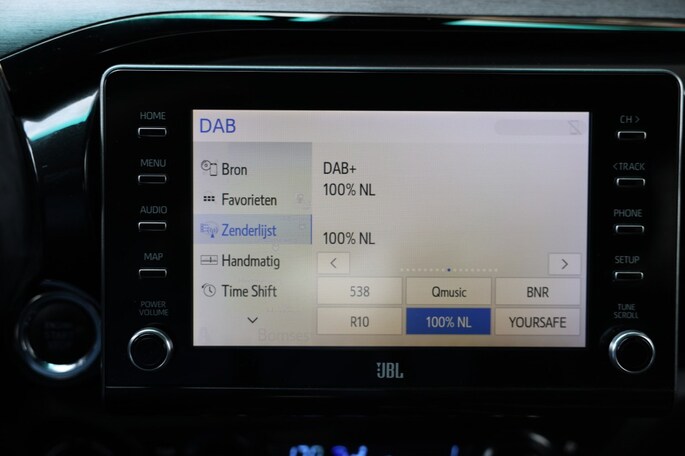 HOME
MENU
AUDIO
MAP
POWER
VOLUME
DAB
Bron
Favorieten
Zenderlijst
Handmatig
Time Shift
DAB+
100% NL
100% NL
538
Qmusic
BNR
R10
100% NL
YOURSAFE
CH >
<TRACK
PHONE
SETUP
TUNE
SCROLL
JBL